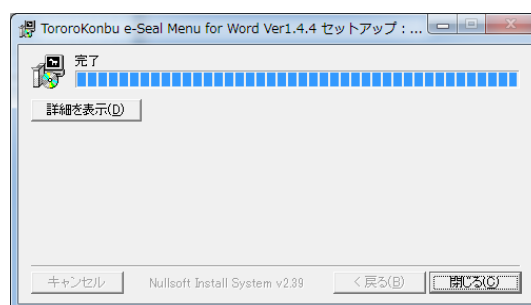 TororoKonbu e-Seal Menu for Word Ver1.4.4 セットアップ : ...
完了
詳細を表示(D)
キャンセル
Nullsoft Install System v2.39
< 戻る(B)
閉じる(C)